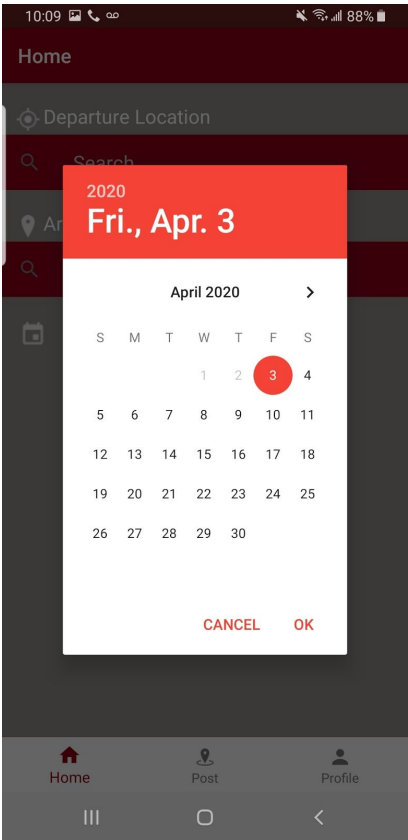 10:09 88%
Home
Departure Location
Search
2020
Ar
Fri., Apr. 3
April 2020
S M T W T F S
1 2 3 4
5 6 7 8 9 10 11
12 13 14 15 16 17 18
19 20 21 22 23 24 25
26 27 28 29 30
CANCEL OK
Home Post Profile